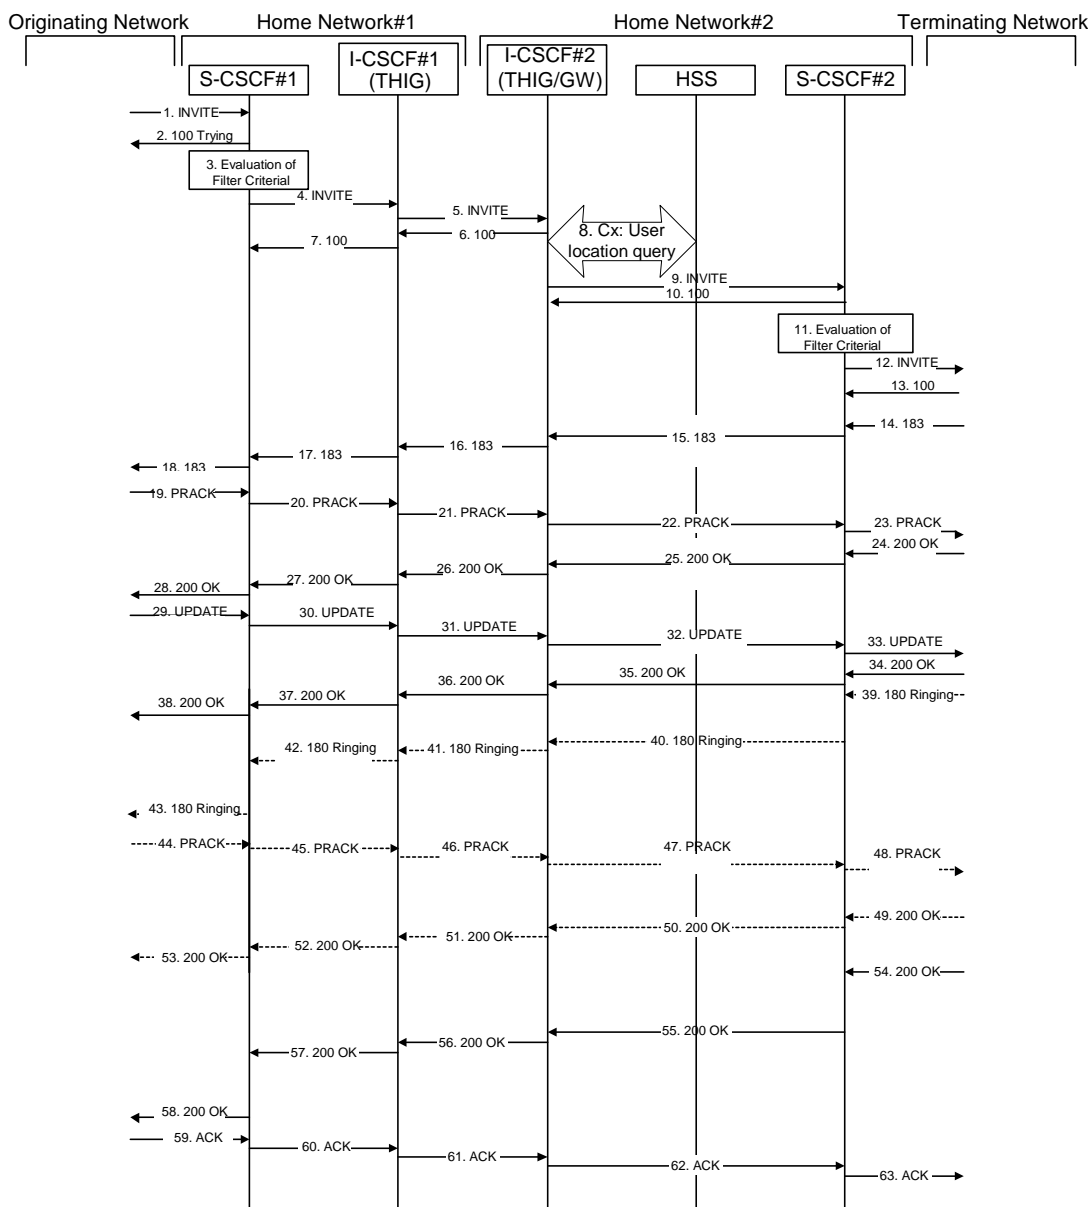 Originating Network
Home Network#1
Home Network#2
Terminating Network
S-CSCF#1
I-CSCF#1
(THIG)
I-CSCF#2
(THIG/GW)
HSS
S-CSCF#2
1. INVITE
2. 100 Trying
3. Evaluation of
Filter Criterial
4. INVITE
5. INVITE
6. 100
7. 100
8. Cx: User
location query
9. INVITE
10. 100
11. Evaluation of
Filter Criterial
12. INVITE
13. 100
14. 183
15. 183
16. 183
17. 183
18. 183
19. PRACK
20. PRACK
21. PRACK
22. PRACK
23. PRACK
24. 200 OK
25. 200 OK
26. 200 OK
27. 200 OK
28. 200 OK
29. UPDATE
30. UPDATE
31. UPDATE
32. UPDATE
33. UPDATE
34. 200 OK
35. 200 OK
36. 200 OK
37. 200 OK
38. 200 OK
39. 180 Ringing
40. 180 Ringing
41. 180 Ringing
42. 180 Ringing
43. 180 Ringing
44. PRACK
45. PRACK
46. PRACK
47. PRACK
48. PRACK
49. 200 OK
50. 200 OK
51. 200 OK
52. 200 OK
53. 200 OK
54. 200 OK
55. 200 OK
56. 200 OK
57. 200 OK
58. 200 OK
59. ACK
60. ACK
61. ACK
62. ACK
63. ACK